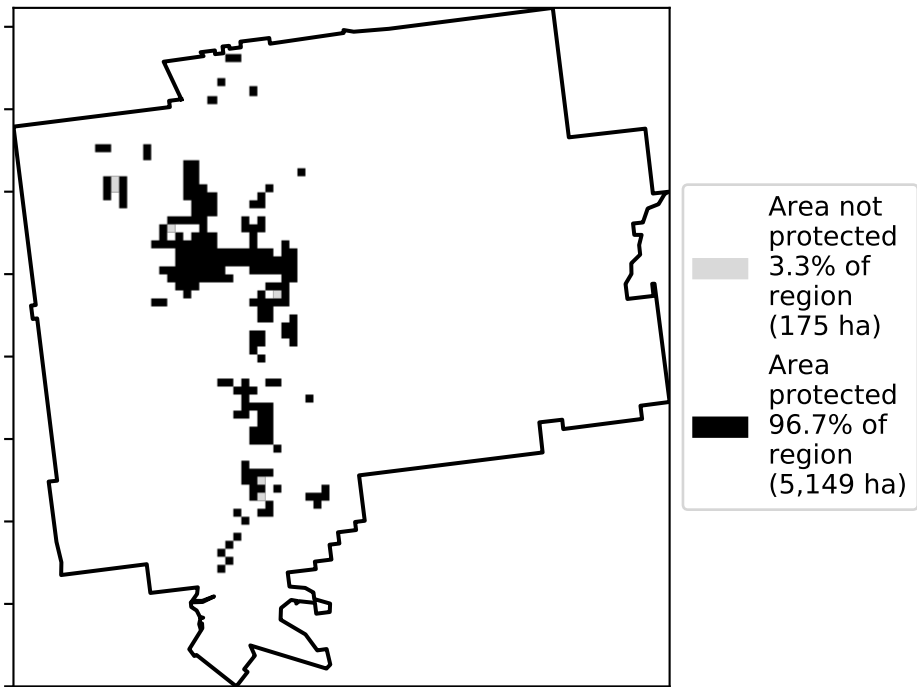 Area not
protected
3.3% of
region
(175 ha)
Area
protected
96.7% of
region
(5,149 ha)